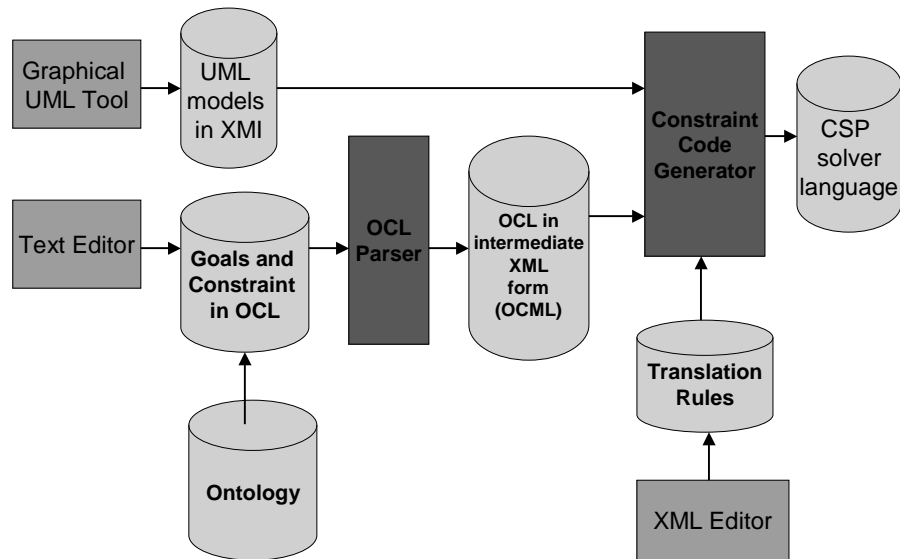 Graphical
UML Tool
UML
models
in XMI
Constraint
Code
Generator
CSP
solver
language
Text Editor
Goals and
Constraint
in OCL
OCL
Parser
OCL in
intermediate
XML
form
(OCML)
Translation
Rules
Ontology
XML Editor